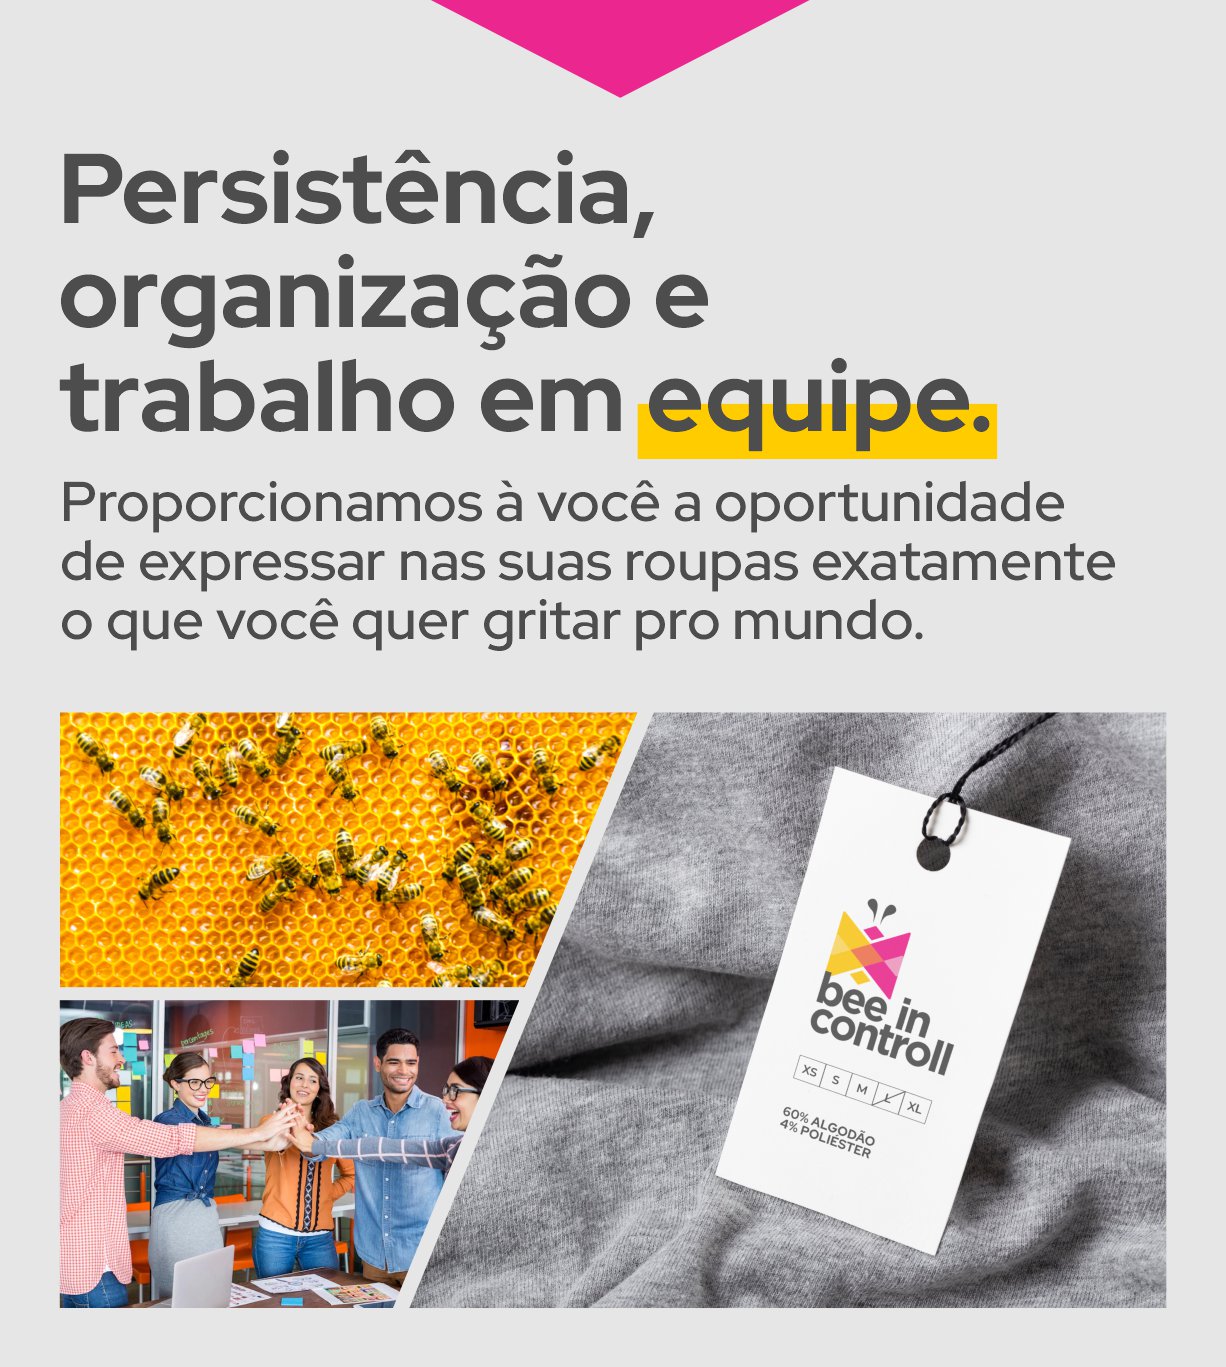 Persistência,
organização e
trabalho em equipe.
Proporcionamos à você a oportunidade
de expressar nas suas roupas exatamente
o que você quer gritar pro mundo.
bee in
controll
XS S M L XL
60% ALGODÃO
4% POLIÉSTER